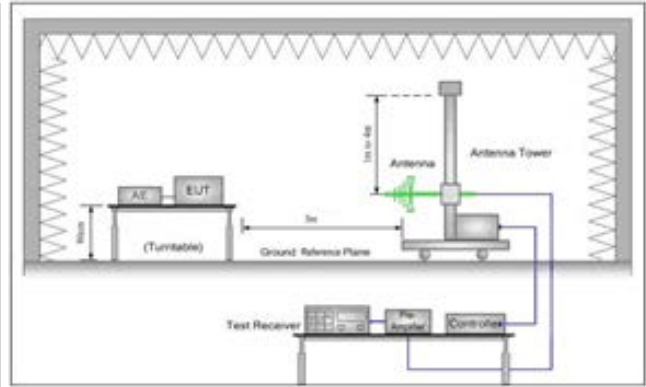 1m to 4m
Antenna
Antenna Tower
AE
EUT
3m
80cm
(Turntable)
Ground Reference Plane
Test Receiver
Pre-
Amplifier
Controller